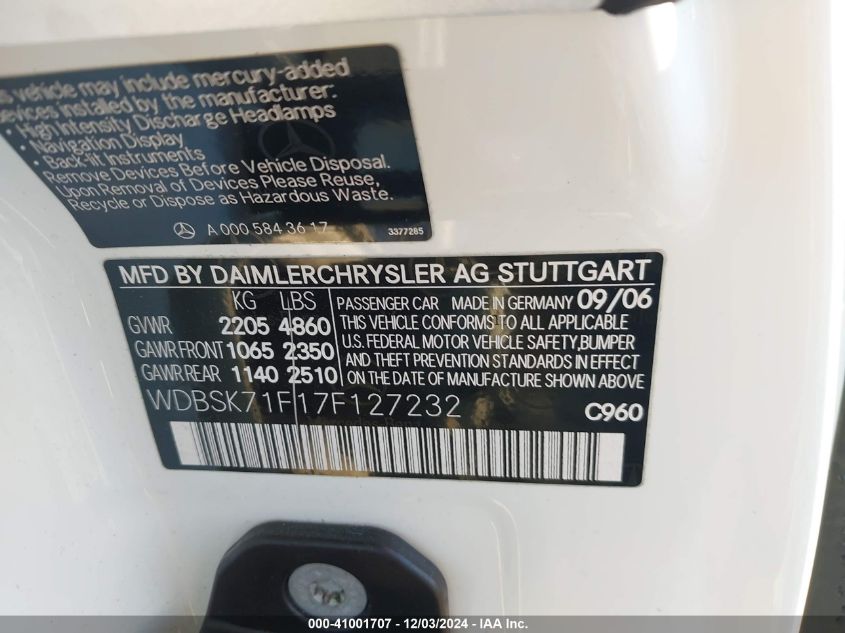 vehicle may include mercury-added
devices installed by the manufacturer:
• High Intensity Discharge Headlamps
• Navigation Display
• Back-lit Instruments
Remove Devices Before Vehicle Disposal.
Upon Removal of Devices Please Reuse,
Recycle or Dispose as Hazardous Waste.
A 000 584 36 17 3377285
MFD BY DAIMLERCHRYSLER AG STUTTGART
KG LBS PASSENGER CAR MADE IN GERMANY 09/06
GVWR 2205 4860 THIS VEHICLE CONFORMS TO ALL APPLICABLE
U.S. FEDERAL MOTOR VEHICLE SAFETY,BUMPER
GAWR FRONT 1065 2350 AND THEFT PREVENTION STANDARDS IN EFFECT
GAWR REAR 1140 2510 ON THE DATE OF MANUFACTURE SHOWN ABOVE.
WDBSK71F17F127232 C960
000-41001707 - 12/03/2024 - IAA Inc.